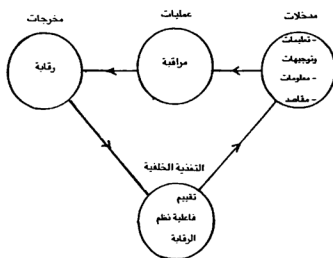 مدخلات
عمليات
مخرجات
- تعليمات
وتوجيهات
- معلومات
- مقاصد
مراقبة
رقابة
التغذية الخلفية
تقييم
فاعلية نظم
الرقابة